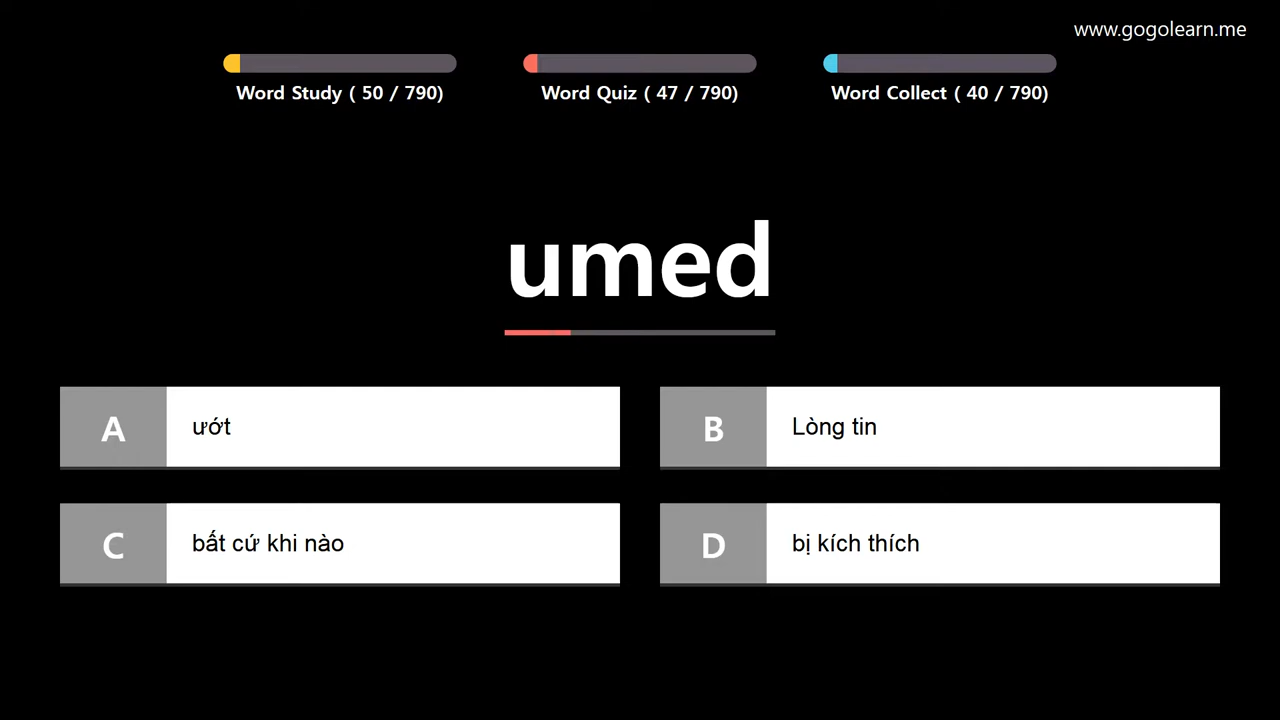 www.gogolearn.me
Word Study ( 50 / 790)
Word Quiz ( 47 / 790)
Word Collect ( 40 / 790)
umed
A
ướt
B
Lòng tin
C
bất cứ khi nào
D
bị kích thích